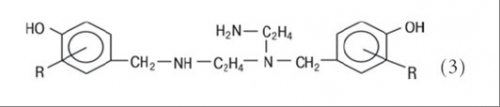 HO H₂N–C₂H₄ OH
R CH₂–NH–C₂H₄–N–CH₂ R (3)